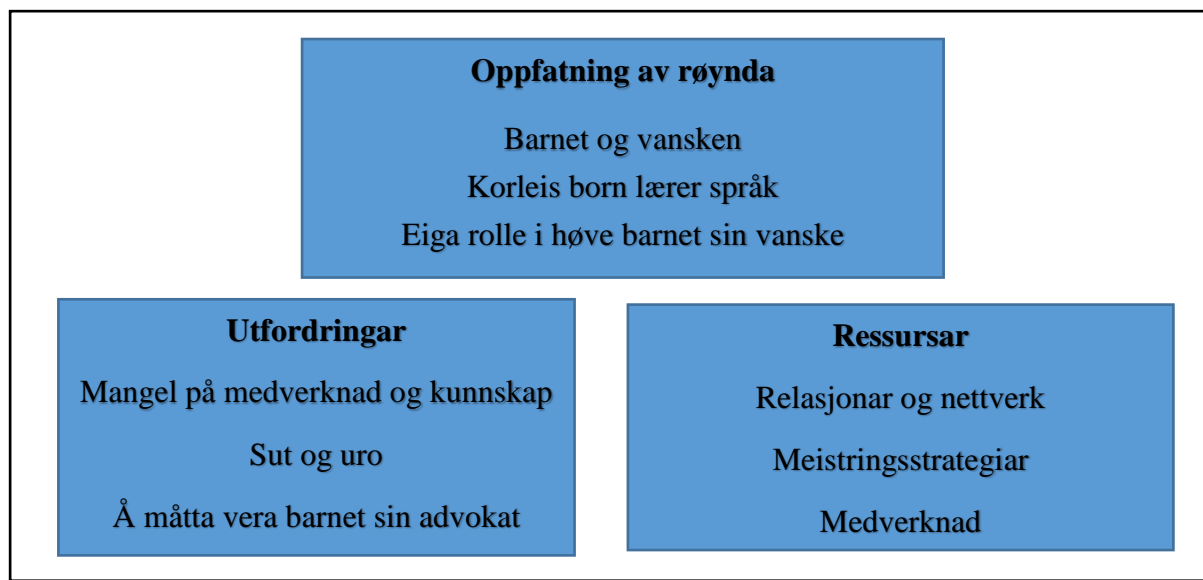 Oppfatning av røynda
Barnet og vansken
Korleis born lærer språk
Eiga rolle i høve barnet sin vanske
Utfordringar
Mangel på medverknad og kunnskap
Sut og uro
Å måtta vera barnet sin advokat
Ressursar
Relasjonar og nettverk
Meistringsstrategiar
Medverknad